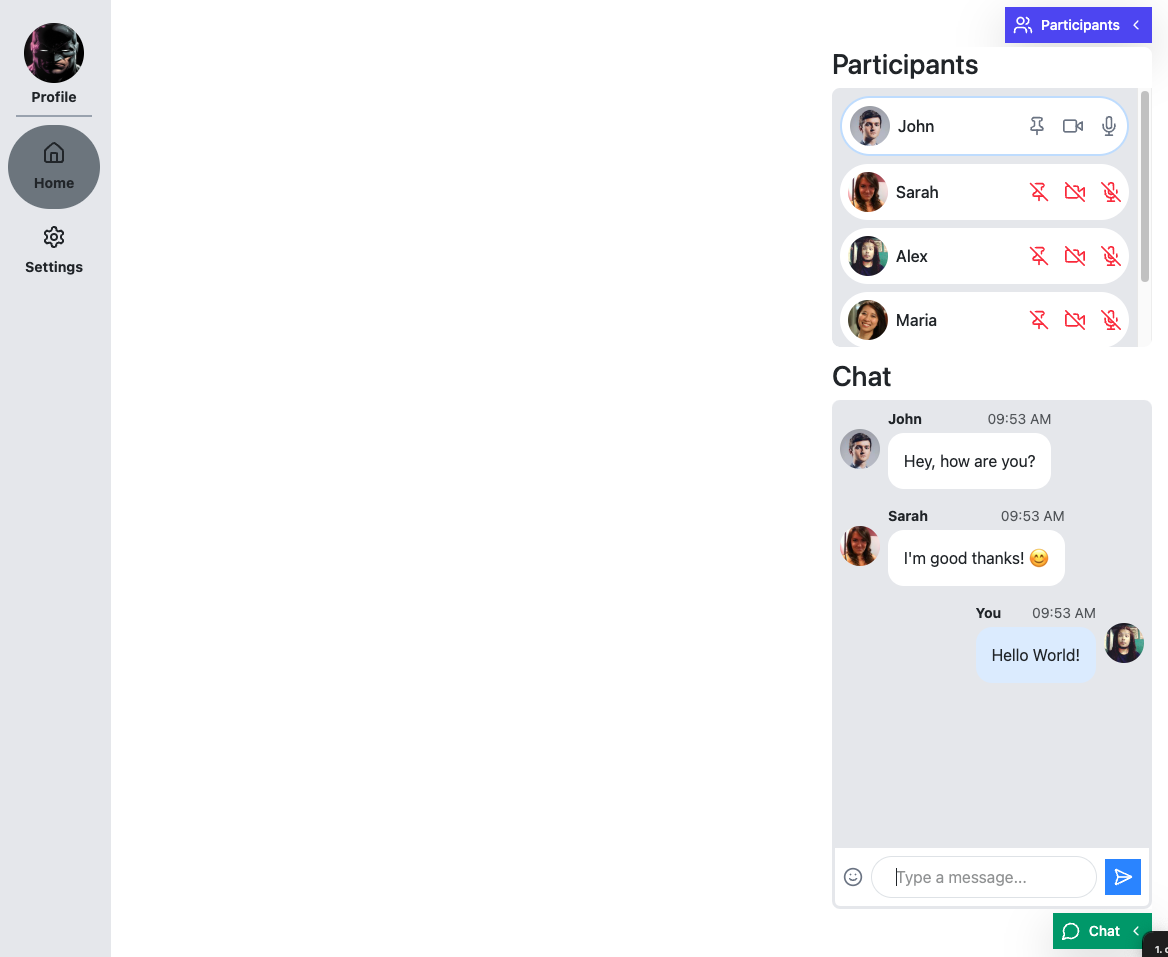 Profile
Home
Settings
Participants
Participants
John
Sarah
Alex
Maria
Chat
John 09:53 AM
Hey, how are you?
Sarah 09:53 AM
I'm good thanks! 😊
You 09:53 AM
Hello World!
Type a message...
Chat
1.